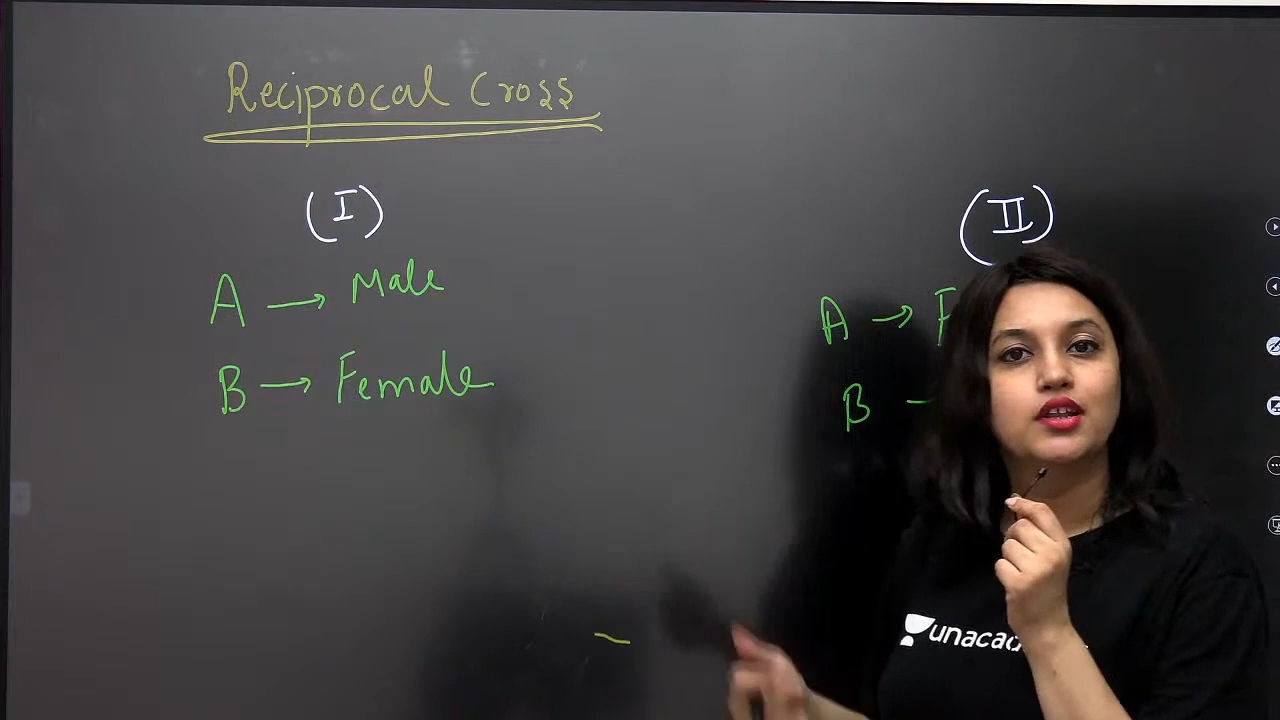 Reciprocal Cross
(I)
A → Male
B → Female
(II)
A → F
B →
unacad